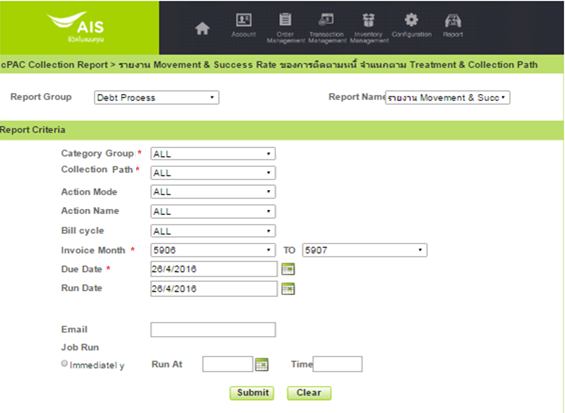 AIS
ชีวิตในแบบคุณ
Account
Order Management
Transaction Management
Inventory Management
Configuration
Report
cPAC Collection Report > รายงาน Movement & Success Rate ของการติดตามหนี้ จำแนกตาม Treatment & Collection Path
Report Group Debt Process Report Name รายงาน Movement & Succ
Report Criteria
Category Group * ALL
Collection Path * ALL
Action Mode ALL
Action Name ALL
Bill cycle ALL
Invoice Month * 5906 TO 5907
Due Date * 26/4/2016
Run Date 26/4/2016
Email
Job Run
Immediately Run At Time
Submit Clear